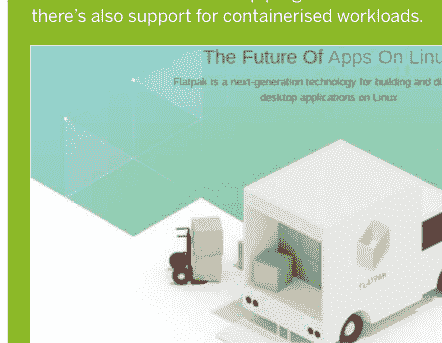 there's also support for containerised workloads.
The Future Of Apps On Linu
Flatpak is a next-generation technology for building and di
desktop applications on Linux
FLATPAK